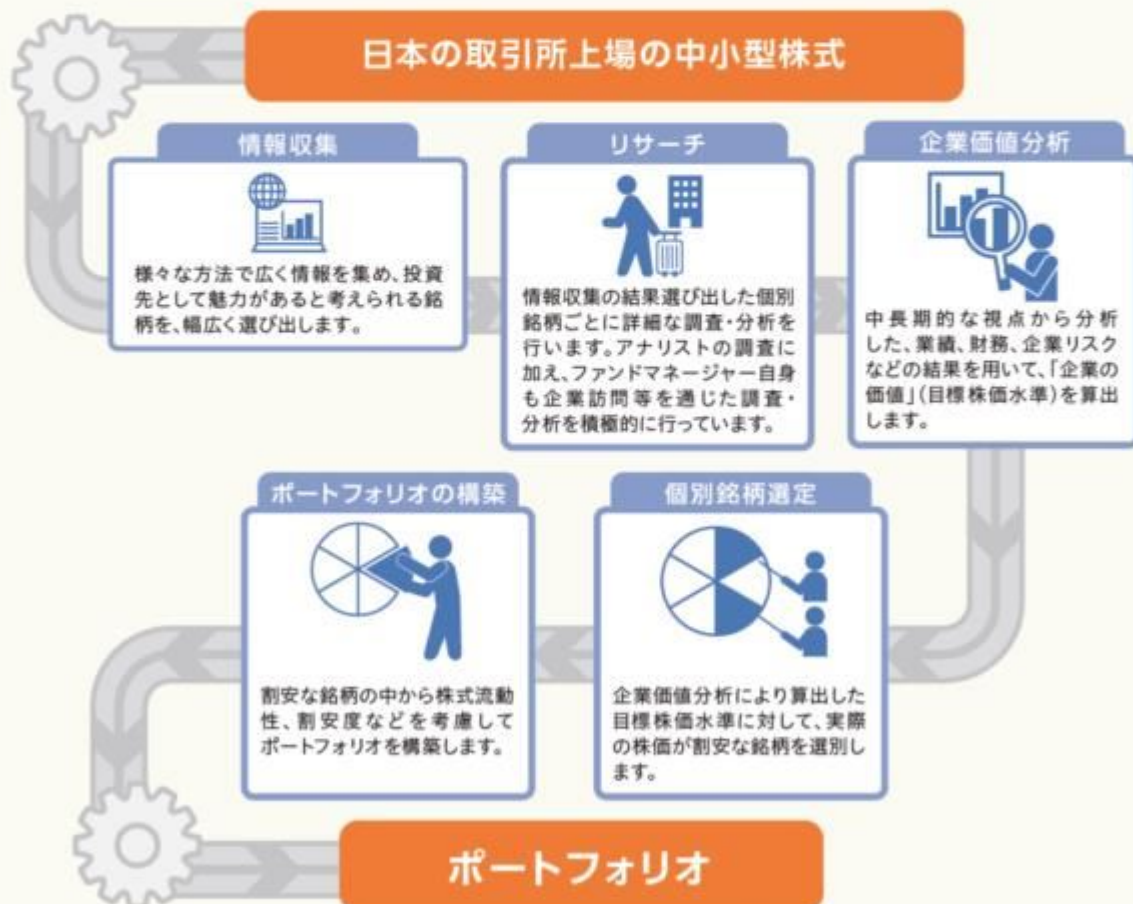 日本の取引所上場の中小型株式
情報収集
様々な方法で広く情報を集め、投資
先として魅力があると考えられる銘
柄を、幅広く選び出します。
リサーチ
情報収集の結果選び出した個別
銘柄ごとに詳細な調査・分析を
行います。アナリストの調査に
加え、ファンドマネージャー自身
も企業訪問等を通じた調査・
分析を積極的に行っています。
企業価値分析
中長期的な視点から分析
した、業績、財務、企業リスク
などの結果を用いて、「企業の
価値」(目標株価水準)を算出
します。
個別銘柄選定
企業価値分析により算出した
目標株価水準に対して、実際
の株価が割安な銘柄を選別し
ます。
ポートフォリオの構築
割安な銘柄の中から株式流動
性、割安度などを考慮して
ポートフォリオを構築します。
ポートフォリオ